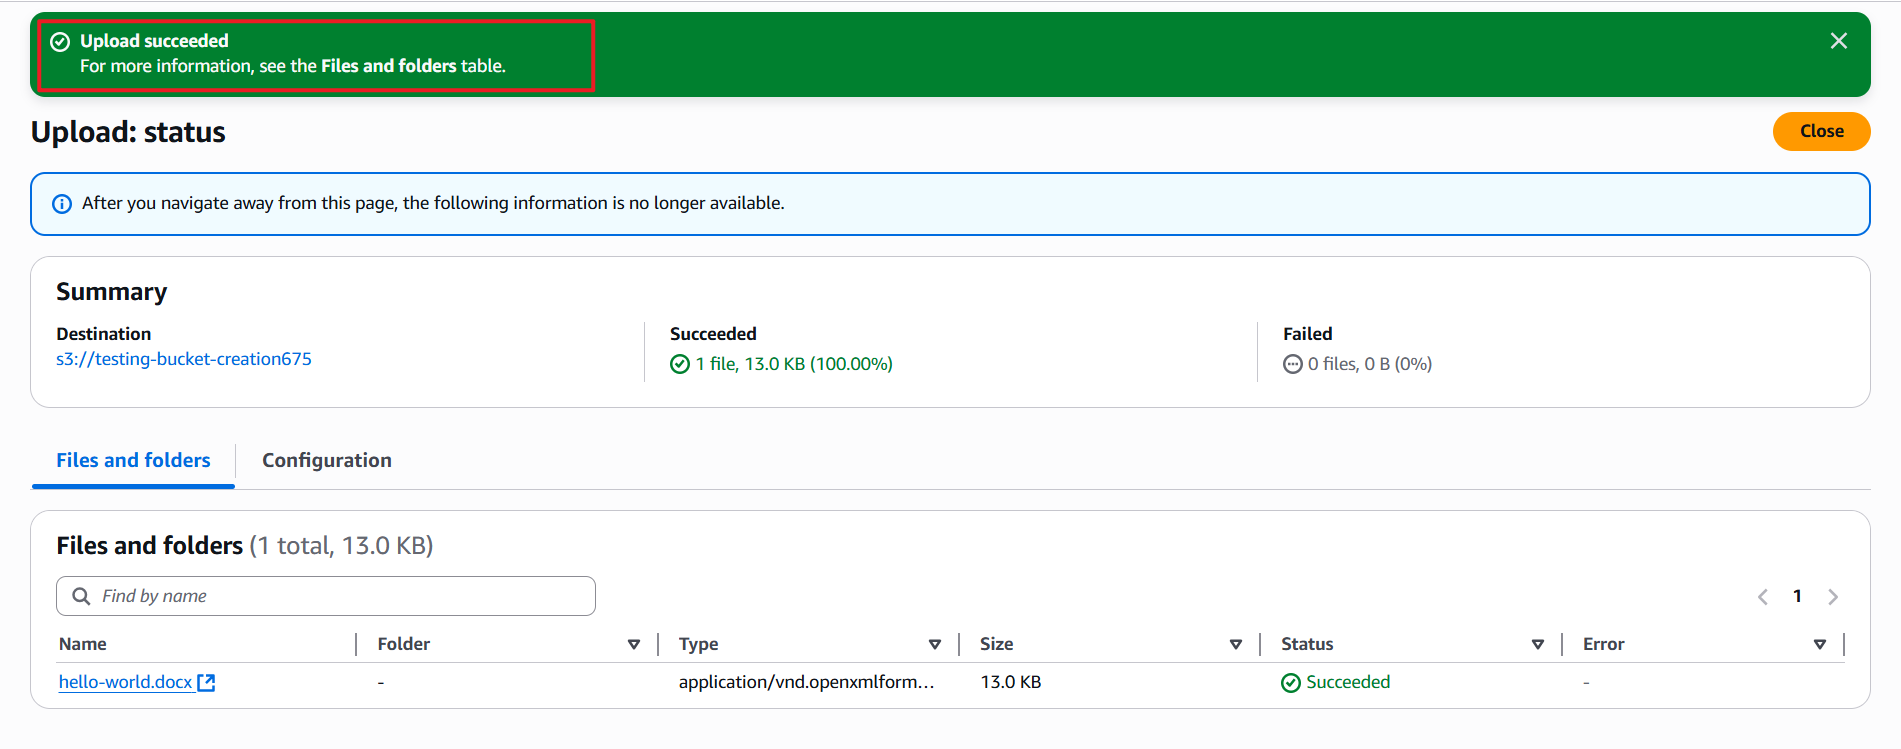 Upload succeeded
For more information, see the Files and folders table.
Upload: status
Close
After you navigate away from this page, the following information is no longer available.
Summary
Destination
s3://testing-bucket-creation675
Succeeded
1 file, 13.0 KB (100.00%)
Failed
0 files, 0 B (0%)
Files and folders
Configuration
Files and folders (1 total, 13.0 KB)
Find by name
1
Name Folder Type Size Status Error
hello-world.docx - application/vnd.openxmlform... 13.0 KB Succeeded -